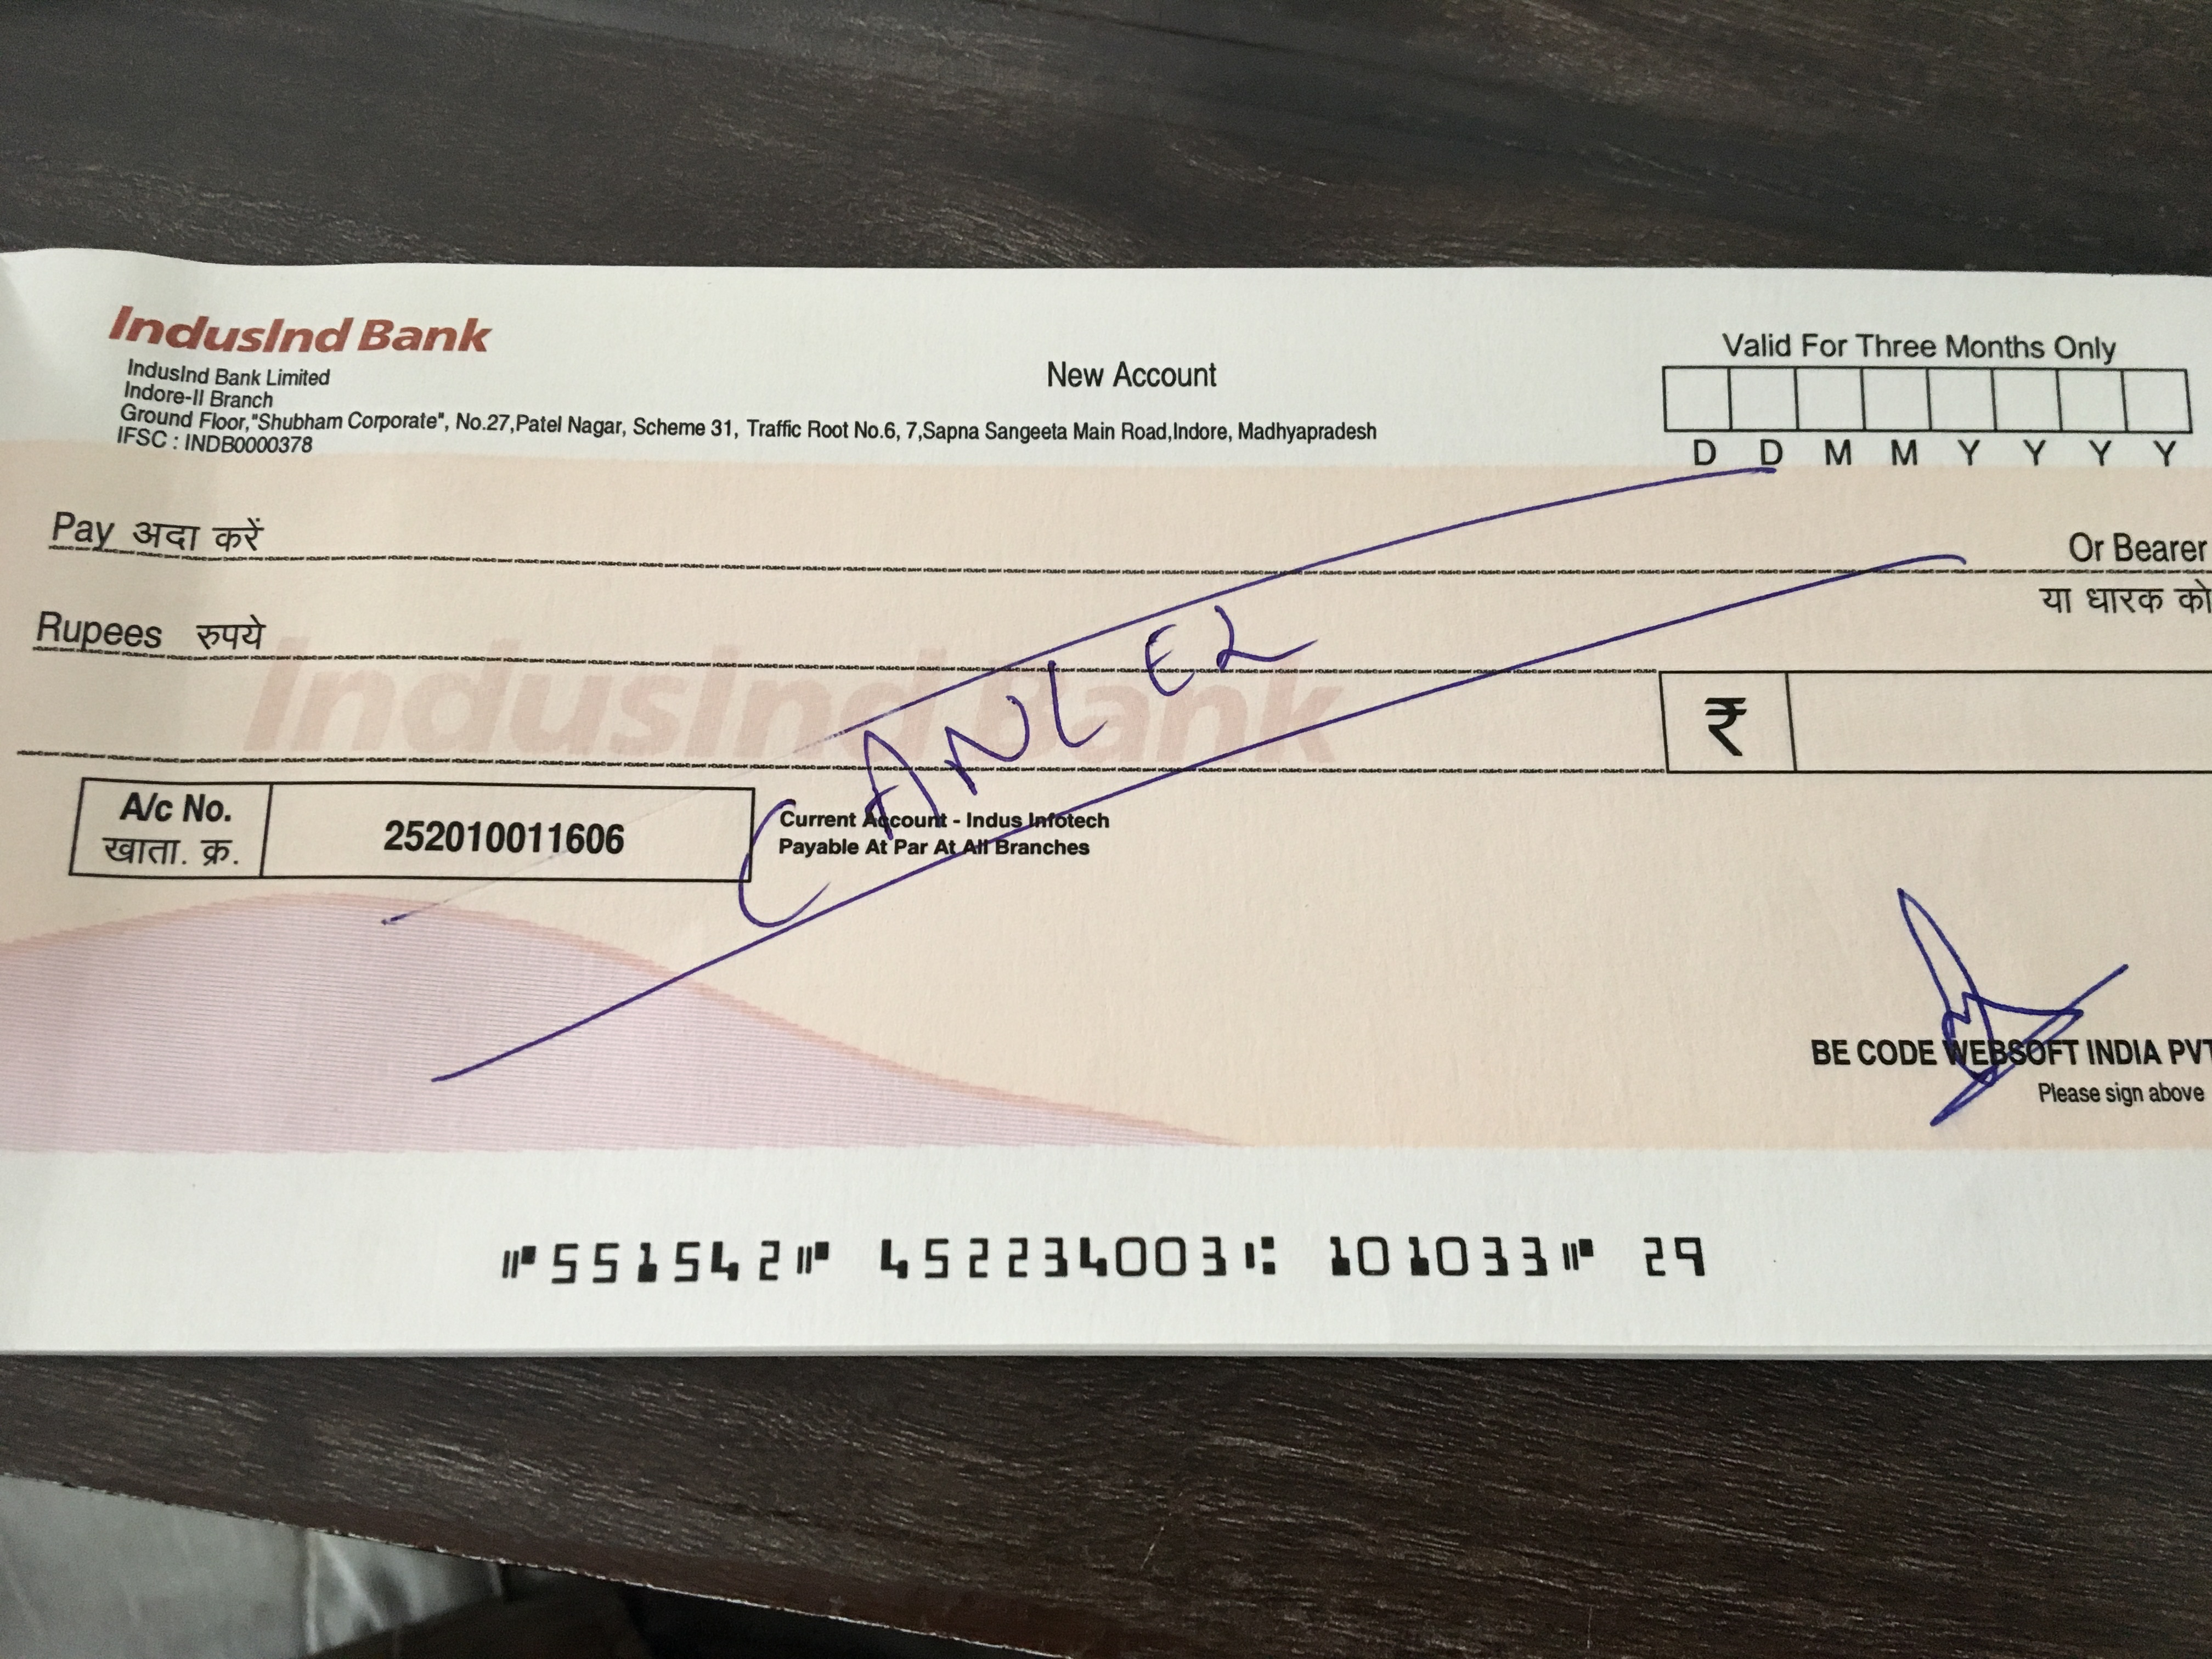 IndusInd Bank
IndusInd Bank Limited
Indore-II Branch
Ground Floor,"Shubham Corporate", No.27,Patel Nagar, Scheme 31, Traffic Root No.6, 7,Sapna Sangeeta Main Road,Indore, Madhyapradesh
IFSC : INDB0000378
New Account
Valid For Three Months Only
D D M M Y Y Y Y
Pay अदा करें
Or Bearer
या धारक को
Rupees रुपये
IndusInd Bank
CANCEL
₹
A/c No.
खाता. क्र.
252010011606
Current Account - Indus Infotech
Payable At Par At All Branches
BE CODE WEBSOFT INDIA PVT
Please sign above
⑈551542⑈ 452234003⑆ 101033⑈ 29